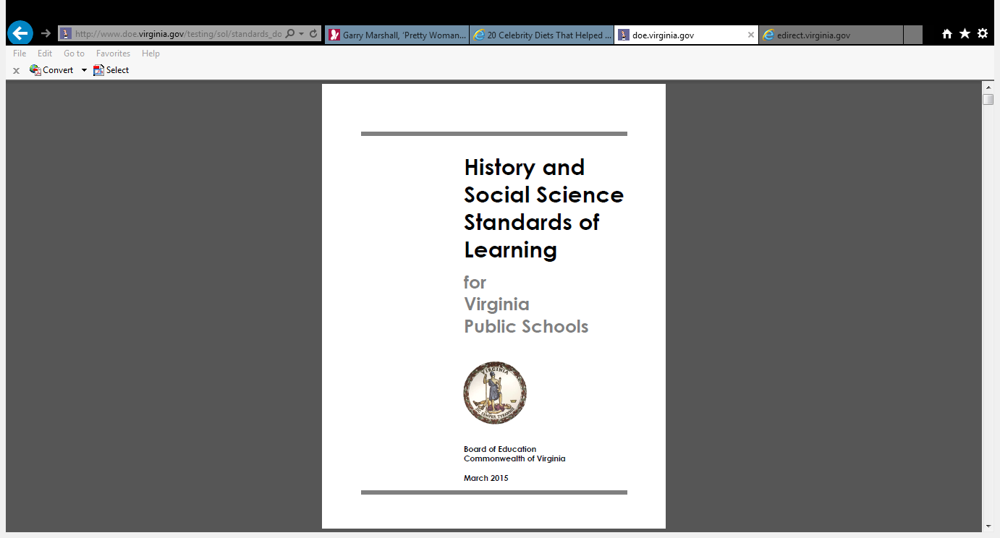 http://www.doe.virginia.gov/testing/sol/standards_do
Garry Marshall, 'Pretty Woman...
20 Celebrity Diets That Helped ...
doe.virginia.gov
edirect.virginia.gov
File Edit Go to Favorites Help
Convert Select
History and
Social Science
Standards of
Learning
for
Virginia
Public Schools
VIRGINIA
SIC SEMPER TYRANNIS
Board of Education
Commonwealth of Virginia
March 2015